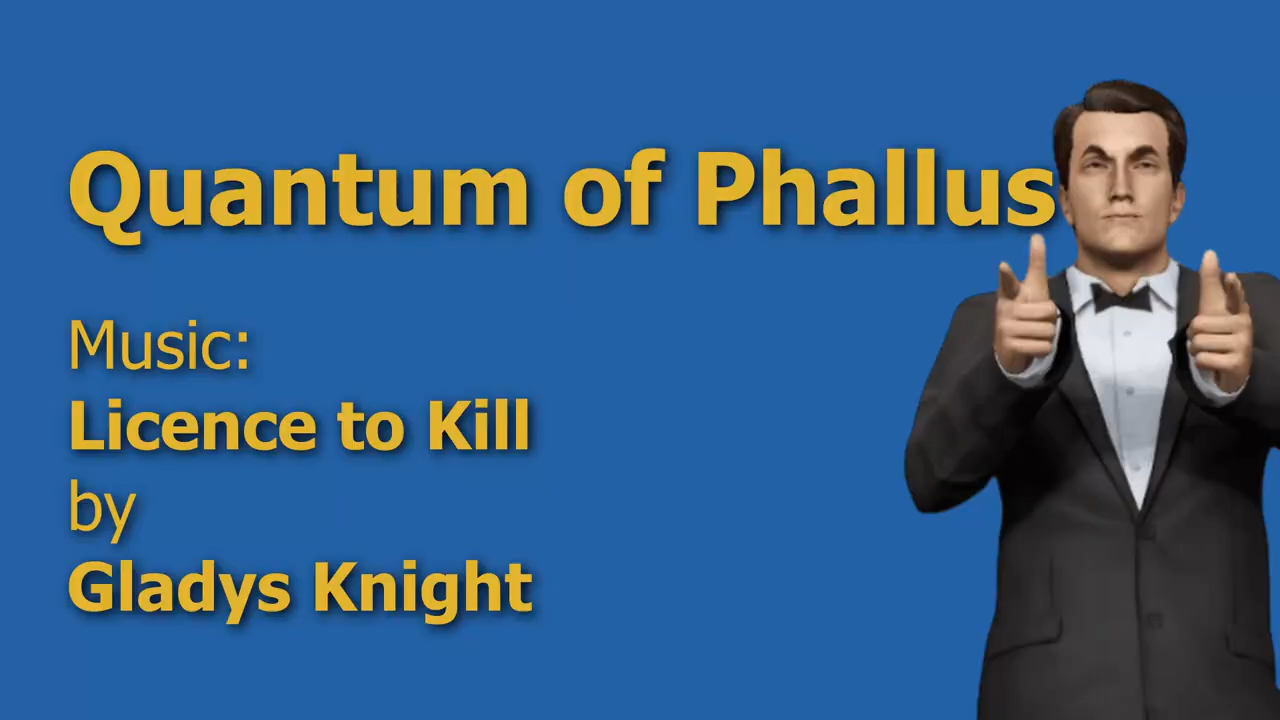 Quantum of Phallus
Music:
Licence to Kill
by
Gladys Knight